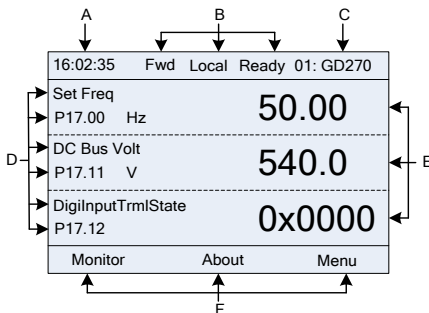 A B C
16:02:35 Fwd Local Ready 01: GD270
Set Freq
P17.00 Hz
50.00
DC Bus Volt
P17.11 V
540.0
D
E
DigiInputTrmlState
P17.12
0x0000
Monitor About Menu
F